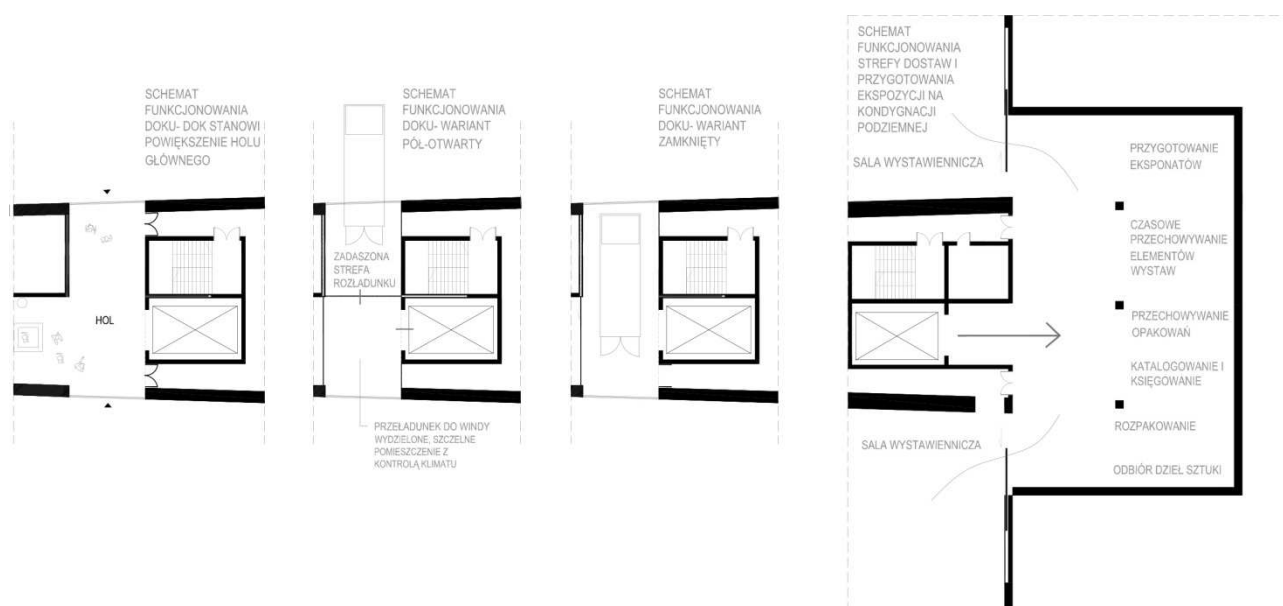 SCHEMAT
FUNKCJONOWANIA
DOKU- DOK STANOWI
POWIĘKSZENIE HOLU
GŁÓWNEGO
HOL
SCHEMAT
FUNKCJONOWANIA
DOKU- WARIANT
PÓŁ-OTWARTY
ZADASZONA
STREFA
ROZŁADUNKU
PRZEŁADUNEK DO WINDY
WYDZIELONE, SZCZELNE
POMIESZCZENIE Z
KONTROLĄ KLIMATU
SCHEMAT
FUNKCJONOWANIA
DOKU- WARIANT
ZAMKNIĘTY
SCHEMAT
FUNKCJONOWANIA
STREFY DOSTAW I
PRZYGOTOWANIA
EKSPOZYCJI NA
KONDYGNACJI
PODZIEMNEJ
SALA WYSTAWIENNICZA
PRZYGOTOWANIE
EKSPONATÓW
CZASOWE
PRZECHOWYWANIE
ELEMENTÓW
WYSTAW
PRZECHOWYWANIE
OPAKOWAŃ
KATALOGOWANIE I
KSIĘGOWANIE
ROZPAKOWANIE
SALA WYSTAWIENNICZA
ODBIÓR DZIEŁ SZTUKI